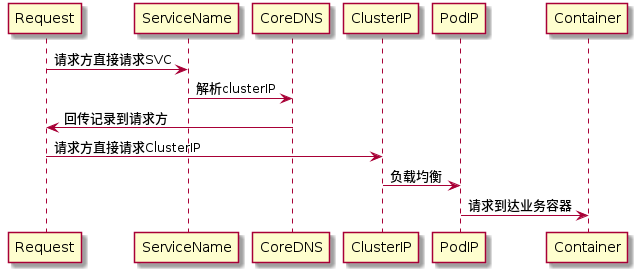 Request ServiceName CoreDNS ClusterIP PodIP Container
请求方直接请求SVC
解析clusterIP
回传记录到请求方
请求方直接请求ClusterIP
负载均衡
请求到达业务容器
Request ServiceName CoreDNS ClusterIP PodIP Container